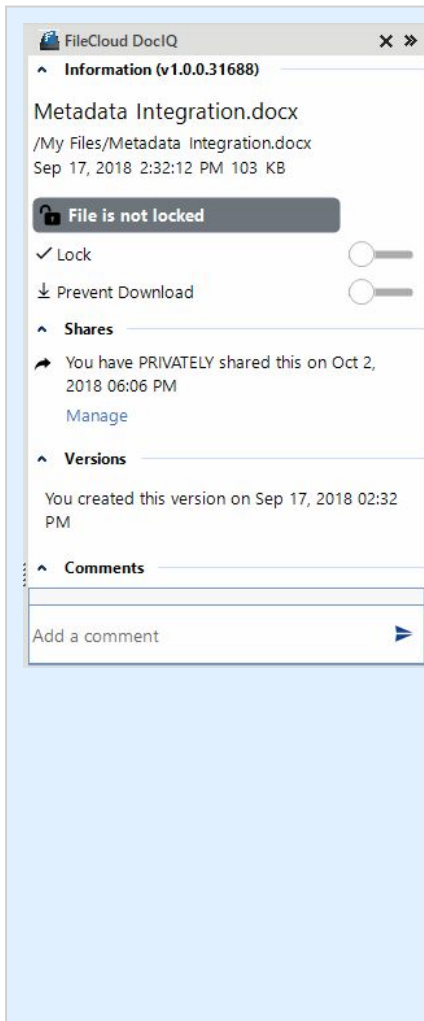 FileCloud DocIQ
Information (v1.0.0.31688)
Metadata Integration.docx
/My Files/Metadata Integration.docx
Sep 17, 2018 2:32:12 PM 103 KB
File is not locked
Lock
Prevent Download
Shares
You have PRIVATELY shared this on Oct 2,
2018 06:06 PM
Manage
Versions
You created this version on Sep 17, 2018 02:32
PM
Comments
Add a comment